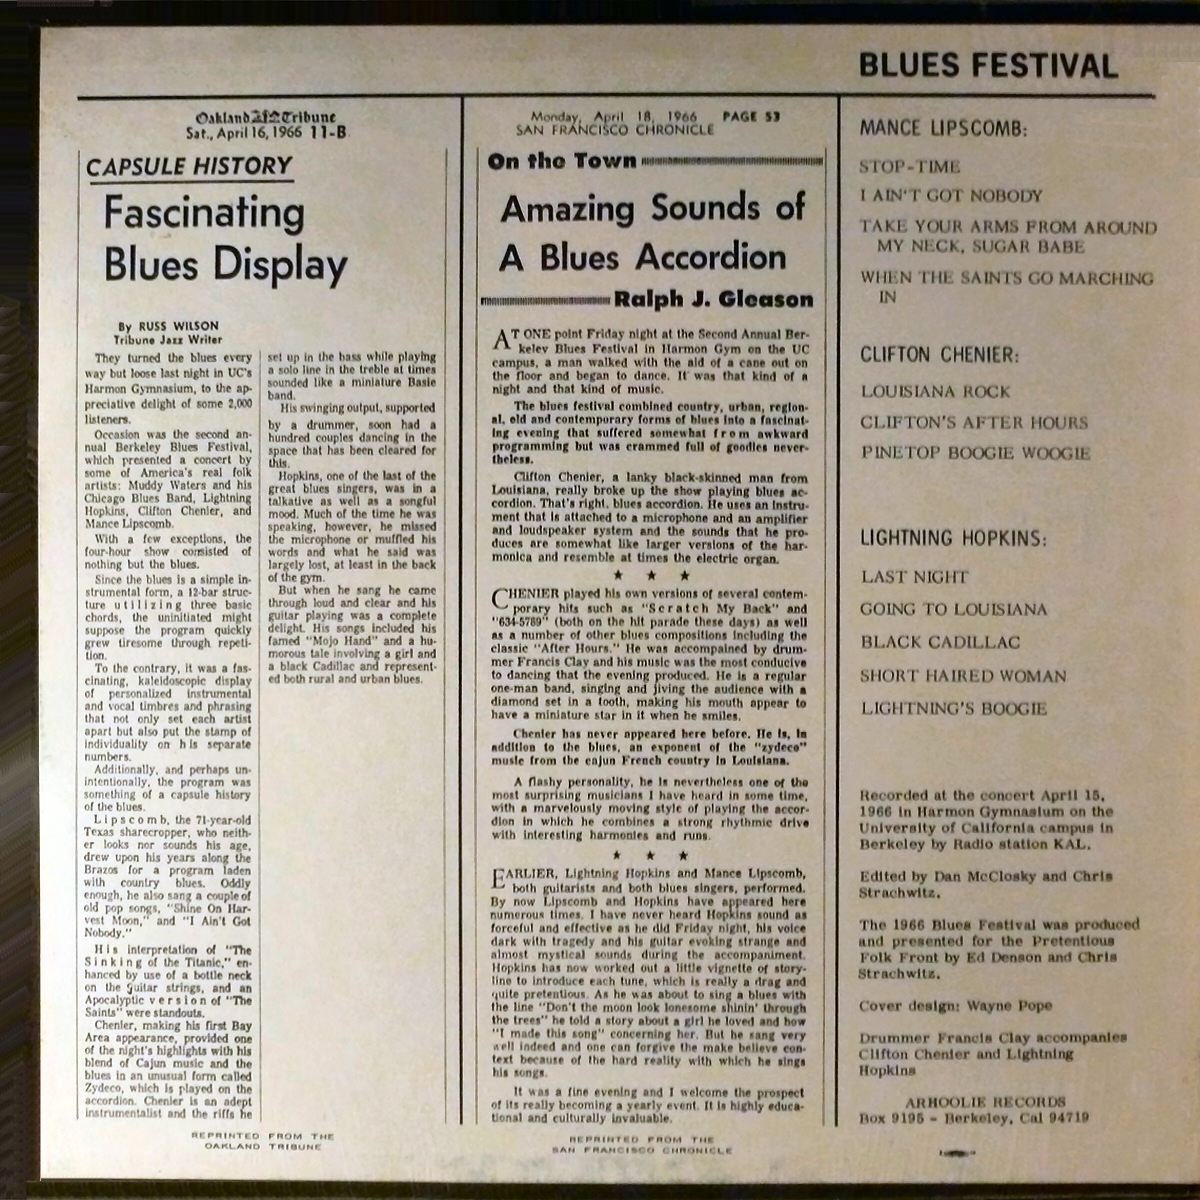 BLUES FESTIVAL
Oakland Tribune
Sat., April 16, 1966 11-B
CAPSULE HISTORY
Fascinating
Blues Display
By RUSS WILSON
Tribune Jazz Writer
They turned the blues every
way but loose last night in UC's
Harmon Gymnasium, to the ap-
preciative delight of some 2,000
listeners.
Occasion was the second an-
nual Berkeley Blues Festival,
which presented a concert by
some of America's real folk
artists: Muddy Waters and his
Chicago Blues Band, Lightning
Hopkins, Clifton Chenier, and
Mance Lipscomb.
With a few exceptions, the
four-hour show consisted of
nothing but the blues.
Since the blues is a simple in-
strumental form, a 12-bar struc-
ture utilizing three basic
chords, the uninitiated might
suppose the program quickly
grew tiresome through repeti-
tion.
To the contrary, it was a fas-
cinating, kaleidoscopic display
of personalized instrumental
and vocal timbres and phrasing
that not only set each artist
apart but also put the stamp of
individuality on his separate
numbers.
Additionally, and perhaps un-
intentionally, the program was
something of a capsule history
of the blues.
Lipscomb, the 71-year-old
Texas sharecropper, who neith-
er looks nor sounds his age,
drew upon his years along the
Brazos for a program laden
with country blues. Oddly
enough, he also sang a couple of
old pop songs, "Shine On Har-
vest Moon," and "I Ain't Got
Nobody."
His interpretation of "The
Sinking of the Titanic," en-
hanced by use of a bottle neck
on the guitar strings, and an
Apocalyptic version of "The
Saints" were standouts.
Chenier, making his first Bay
Area appearance, provided one
of the night's highlights with his
blend of Cajun music and the
blues in an unusual form called
Zydeco, which is played on the
accordion. Chenier is an adept
instrumentalist and the riffs he
set up in the bass while playing
a solo line in the treble at times
sounded like a miniature Basie
band.
His swinging output, supported
by a drummer, soon had a
hundred couples dancing in the
space that has been cleared for
this.
Hopkins, one of the last of the
great blues singers, was in a
talkative as well as a songful
mood. Much of the time he was
speaking, however, he missed
the microphone or muffled his
words and what he said was
largely lost, at least in the back
of the gym.
But when he sang he came
through loud and clear and his
guitar playing was a complete
delight. His songs included his
famed "Mojo Hand" and a hu-
morous tale involving a girl and
a black Cadillac and represent-
ed both rural and urban blues.
REPRINTED FROM THE
OAKLAND TRIBUNE
Monday, April 18, 1966 PAGE 53
SAN FRANCISCO CHRONICLE
On the Town
Amazing Sounds of
A Blues Accordion
Ralph J. Gleason
AT ONE point Friday night at the Second Annual Ber-
keley Blues Festival in Harmon Gym on the UC
campus, a man walked with the aid of a cane out on
the floor and began to dance. It was that kind of a
night and that kind of music.
The blues festival combined country, urban, region-
al, old and contemporary forms of blues into a fascinat-
ing evening that suffered somewhat from awkward
programming but was crammed full of goodies never-
theless.
Clifton Chenier, a lanky black-skinned man from
Louisiana, really broke up the show playing blues ac-
cordion. That's right, blues accordion. He uses an instru-
ment that is attached to a microphone and an amplifier
and loudspeaker system and the sounds that he pro-
duces are somewhat like larger versions of the har-
monica and resemble at times the electric organ.
★ ★ ★
CHENIER played his own versions of several contem-
porary hits such as "Scratch My Back" and
"634-5789" (both on the hit parade these days) as well
as a number of other blues compositions including the
classic "After Hours." He was accompained by drum-
mer Francis Clay and his music was the most conducive
to dancing that the evening produced. He is a regular
one-man band, singing and jiving the audience with a
diamond set in a tooth, making his mouth appear to
have a miniature star in it when he smiles.
Chenier has never appeared here before. He is, in
addition to the blues, an exponent of the "zydeco"
music from the cajun French country in Louisiana.
A flashy personality, he is nevertheless one of the
most surprising musicians I have heard in some time,
with a marvelously moving style of playing the accor-
dion in which he combines a strong rhythmic drive
with interesting harmonies and runs.
★ ★ ★
EARLIER, Lightning Hopkins and Mance Lipscomb,
both guitarists and both blues singers, performed.
By now Lipscomb and Hopkins have appeared here
numerous times. I have never heard Hopkins sound as
forceful and effective as he did Friday night, his voice
dark with tragedy and his guitar evoking strange and
almost mystical sounds during the accompaniment.
Hopkins has now worked out a little vignette of story-
line to introduce each tune, which is really a drag and
quite pretentious. As he was about to sing a blues with
the line "Don't the moon look lonesome shinin' through
the trees" he told a story about a girl he loved and how
"I made this song" concerning her. But he sang very
well indeed and one can forgive the make believe con-
text because of the hard reality with which he sings
his songs.
It was a fine evening and I welcome the prospect
of its really becoming a yearly event. It is highly educa-
tional and culturally invaluable.
REPRINTED FROM THE
SAN FRANCISCO CHRONICLE
MANCE LIPSCOMB:
STOP-TIME
I AIN'T GOT NOBODY
TAKE YOUR ARMS FROM AROUND
MY NECK, SUGAR BABE
WHEN THE SAINTS GO MARCHING
IN
CLIFTON CHENIER:
LOUISIANA ROCK
CLIFTON'S AFTER HOURS
PINETOP BOOGIE WOOGIE
LIGHTNING HOPKINS:
LAST NIGHT
GOING TO LOUISIANA
BLACK CADILLAC
SHORT HAIRED WOMAN
LIGHTNING'S BOOGIE
Recorded at the concert April 15,
1966 in Harmon Gymnasium on the
University of California campus in
Berkeley by Radio station KAL.
Edited by Dan McClosky and Chris
Strachwitz.
The 1966 Blues Festival was produced
and presented for the Pretentious
Folk Front by Ed Denson and Chris
Strachwitz.
Cover design: Wayne Pope
Drummer Francis Clay accompanies
Clifton Chenier and Lightning
Hopkins
ARHOOLIE RECORDS
Box 9195 - Berkeley, Cal 94719